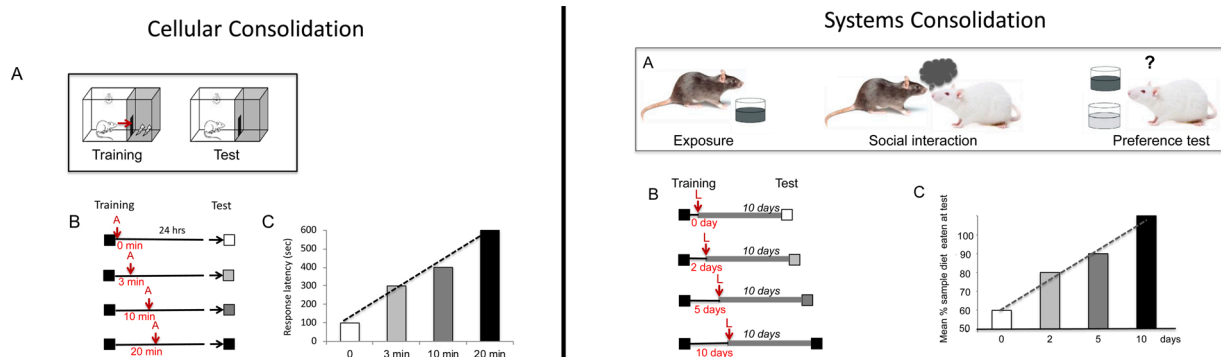 Cellular Consolidation
A
Training Test
B Training Test
A
24 hrs
0 min
A
3 min
A
10 min
A
20 min
C
Response latency (sec)
600
500
400
300
200
100
0
0 3 min 10 min 20 min
Systems Consolidation
A
?
Exposure Social interaction Preference test
B Training Test
L
10 days
0 day
L
10 days
2 days
L
10 days
5 days
L
10 days
10 days
C
Mean % sample diet eaten at test
100
90
80
70
60
50
0 2 5 10 days